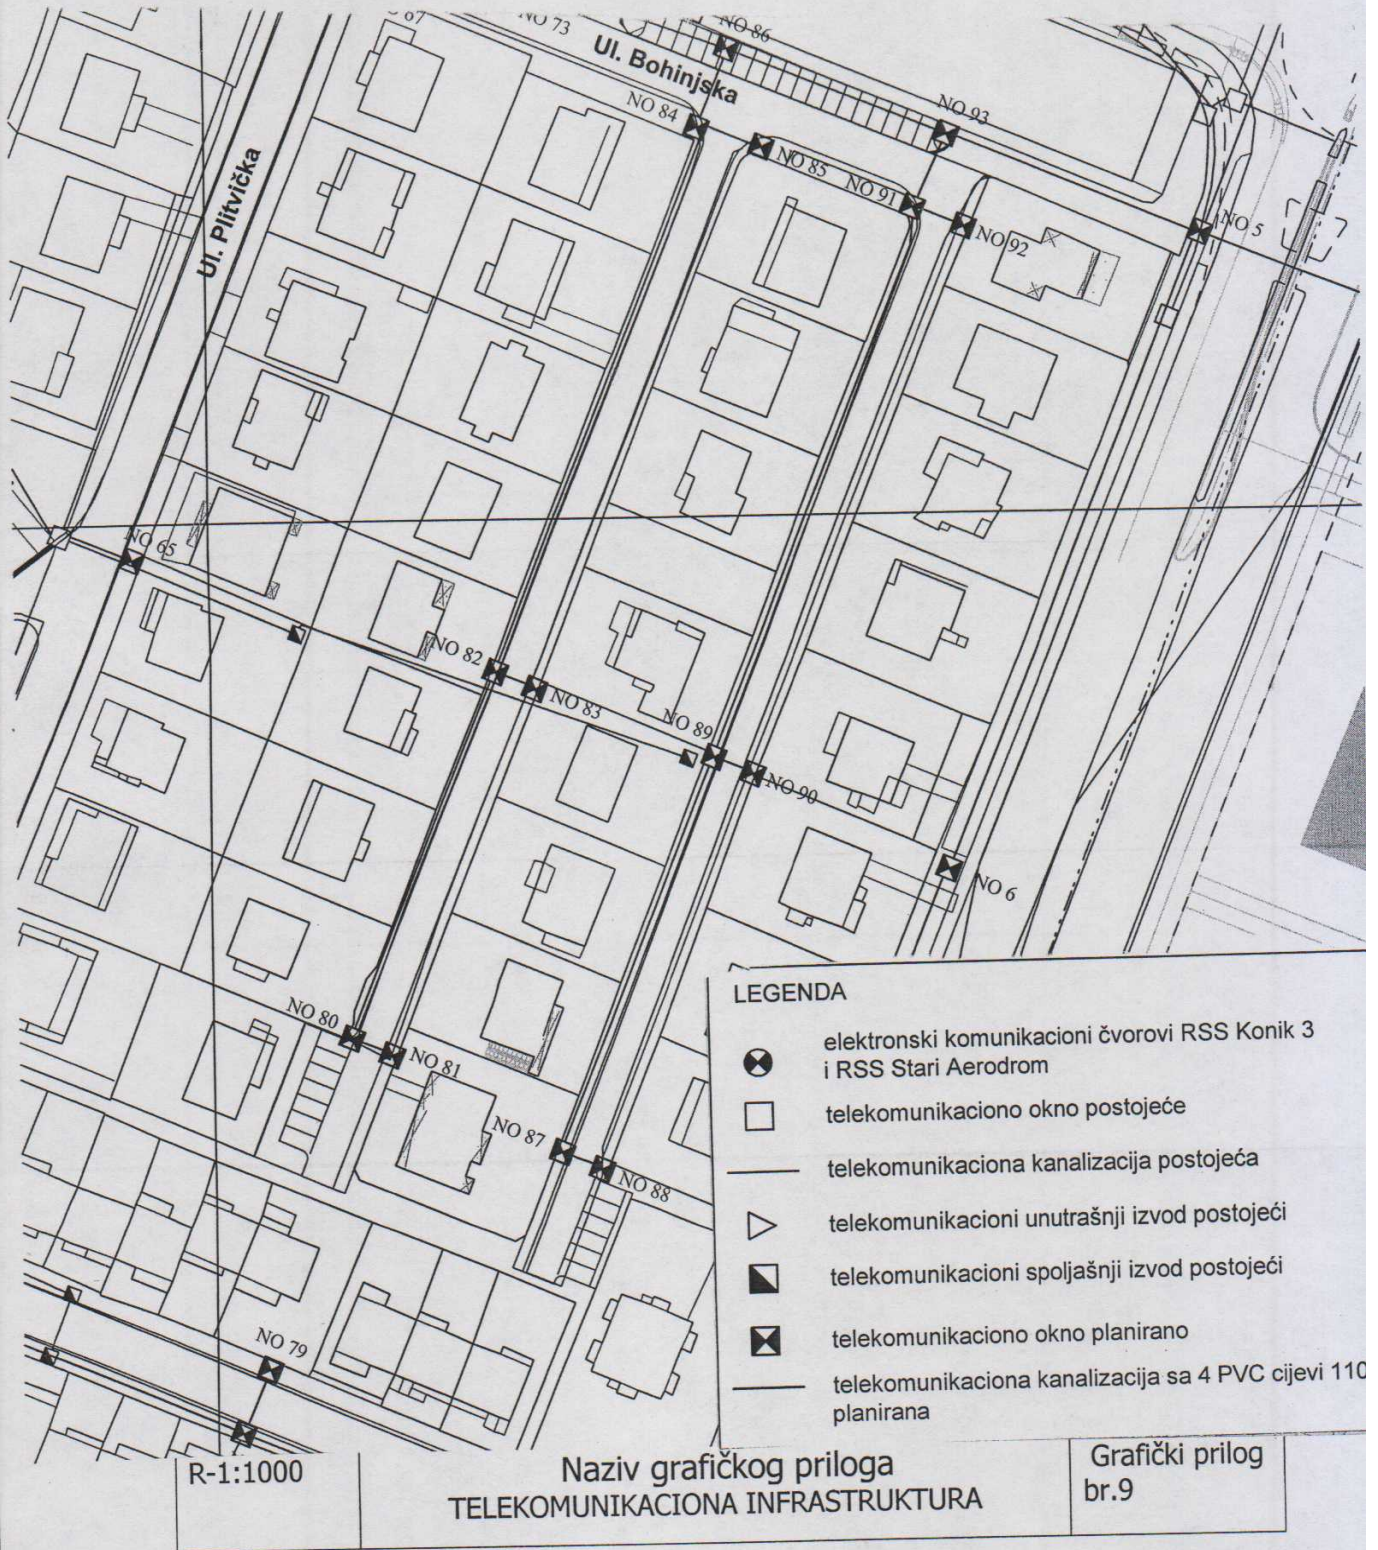 67
NO 73
NO 86
Ul. Bohinjska
NO 84
NO 93
NO 85
NO 91
Ul. Plitvička
NO 92
NO 5
NO 65
NO 82
NO 83
NO 89
NO 90
NO 6
NO 80
NO 81
NO 87
NO 88
NO 79
LEGENDA
elektronski komunikacioni čvorovi RSS Konik 3
i RSS Stari Aerodrom
telekomunikaciono okno postojeće
telekomunikaciona kanalizacija postojeća
telekomunikacioni unutrašnji izvod postojeći
telekomunikacioni spoljašnji izvod postojeći
telekomunikaciono okno planirano
telekomunikaciona kanalizacija sa 4 PVC cijevi 110
planirana
R-1:1000
Naziv grafičkog priloga
TELEKOMUNIKACIONA INFRASTRUKTURA
Grafički prilog
br.9